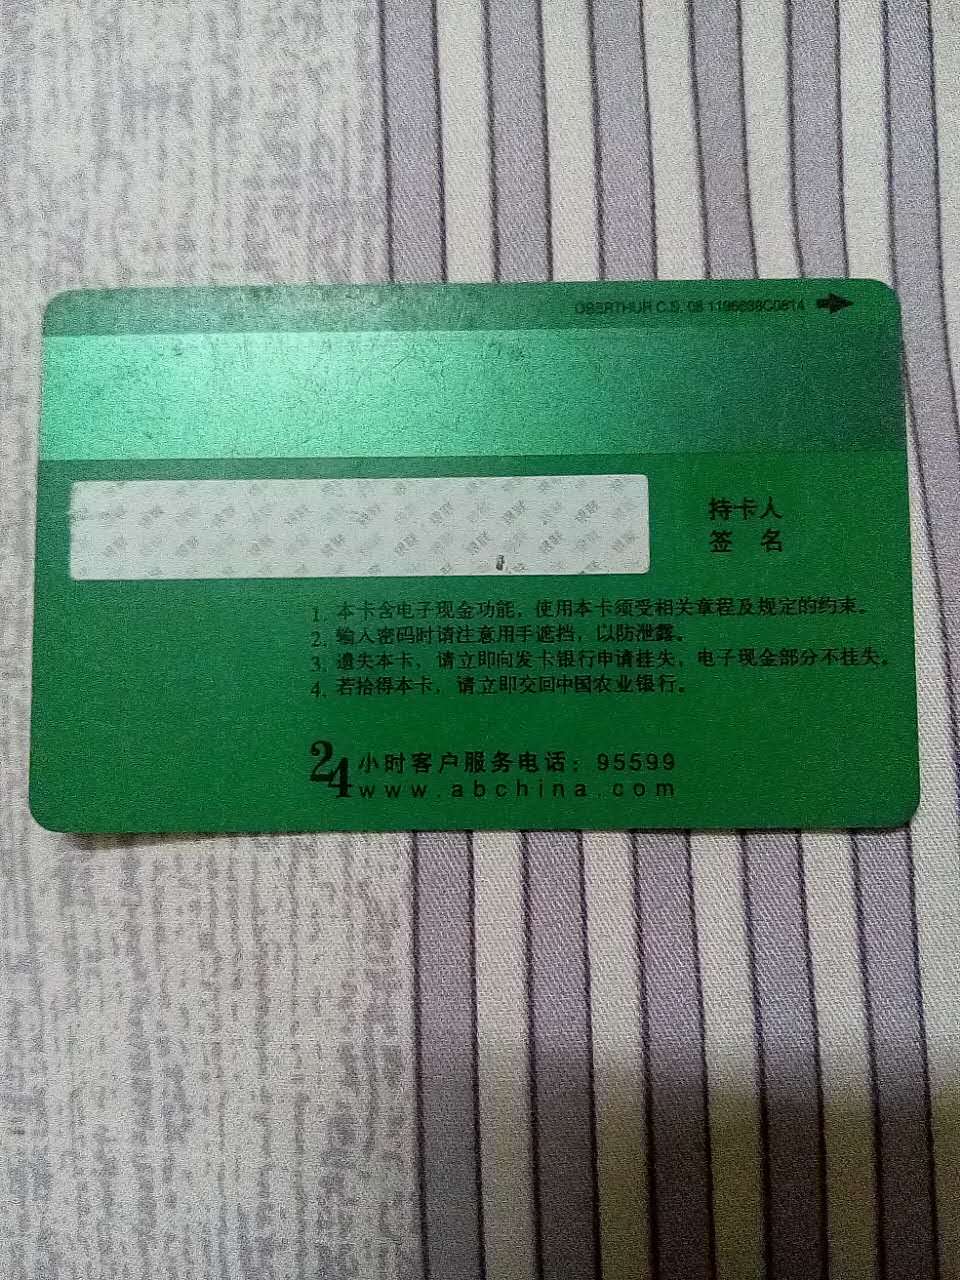 OBERTHUR C.S. 08 1196638C0814
持卡人
签 名
1. 本卡含电子现金功能，使用本卡须受相关章程及规定的约束。
2. 输入密码时请注意用手遮挡，以防泄露。
3. 遗失本卡，请立即向发卡银行申请挂失，电子现金部分不挂失。
4. 若拾得本卡，请立即交回中国农业银行。
24小时客户服务电话：95599
www.abchina.com